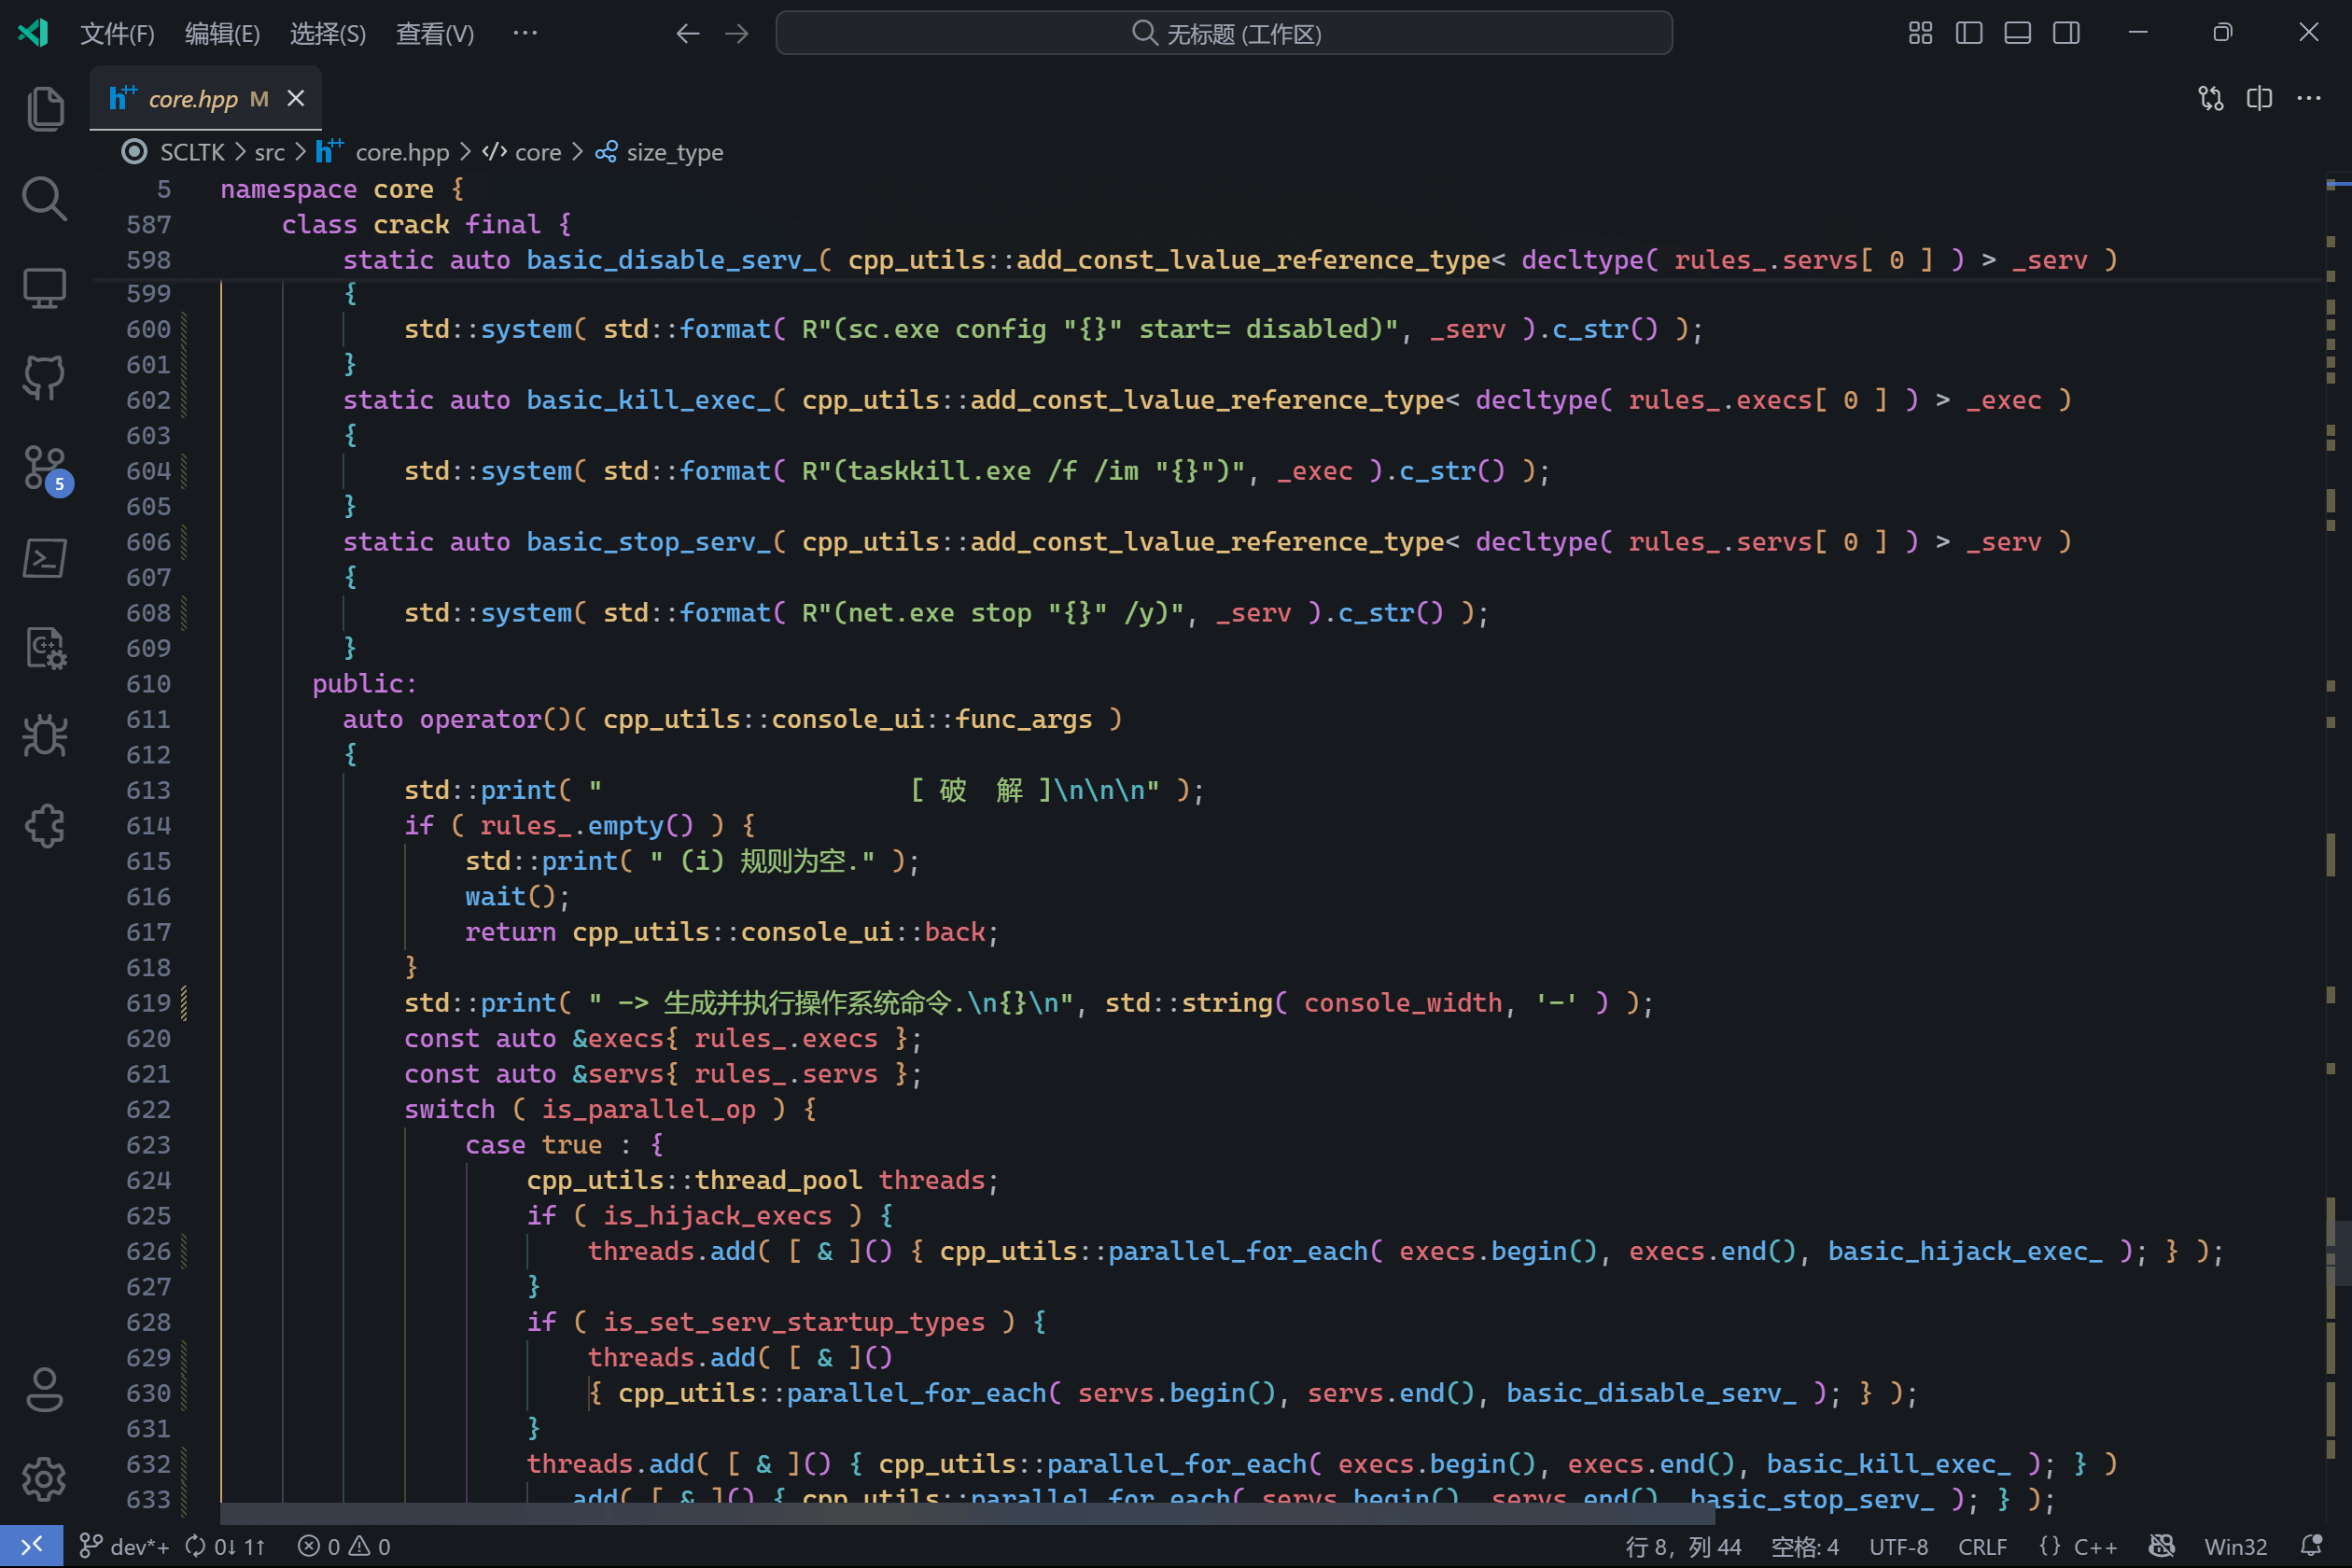 文件(F) 编辑(E) 选择(S) 查看(V) ··· 无标题 (工作区)
core.hpp M
SCLTK > src > core.hpp > core > size_type
5 namespace core {
587 class crack final {
598 static auto basic_disable_serv_( cpp_utils::add_const_lvalue_reference_type< decltype( rules_.servs[ 0 ] ) > _serv )
599 {
600 std::system( std::format( R"(sc.exe config "{}" start= disabled)", _serv ).c_str() );
601 }
602 static auto basic_kill_exec_( cpp_utils::add_const_lvalue_reference_type< decltype( rules_.execs[ 0 ] ) > _exec )
603 {
604 std::system( std::format( R"(taskkill.exe /f /im "{}")", _exec ).c_str() );
605 }
606 static auto basic_stop_serv_( cpp_utils::add_const_lvalue_reference_type< decltype( rules_.servs[ 0 ] ) > _serv )
607 {
608 std::system( std::format( R"(net.exe stop "{}" /y)", _serv ).c_str() );
609 }
610 public:
611 auto operator()( cpp_utils::console_ui::func_args )
612 {
613 std::print( "                    [ 破  解 ]\n\n\n" );
614 if ( rules_.empty() ) {
615 std::print( " (i) 规则为空." );
616 wait();
617 return cpp_utils::console_ui::back;
618 }
619 std::print( " -> 生成并执行操作系统命令.\n{}\n", std::string( console_width, '-' ) );
620 const auto &execs{ rules_.execs };
621 const auto &servs{ rules_.servs };
622 switch ( is_parallel_op ) {
623 case true : {
624 cpp_utils::thread_pool threads;
625 if ( is_hijack_execs ) {
626 threads.add( [ & ]() { cpp_utils::parallel_for_each( execs.begin(), execs.end(), basic_hijack_exec_ ); } );
627 }
628 if ( is_set_serv_startup_types ) {
629 threads.add( [ & ]()
630 { cpp_utils::parallel_for_each( servs.begin(), servs.end(), basic_disable_serv_ ); } );
631 }
632 threads.add( [ & ]() { cpp_utils::parallel_for_each( execs.begin(), execs.end(), basic_kill_exec_ ); } )
633 .add( [ & ]() { cpp_utils::parallel_for_each( servs.begin(), servs.end(), basic_stop_serv_ ); } );
5
dev*+ 0↓ 1↑ 0 0 行 8，列 44 空格: 4 UTF-8 CRLF {} C++ Win32